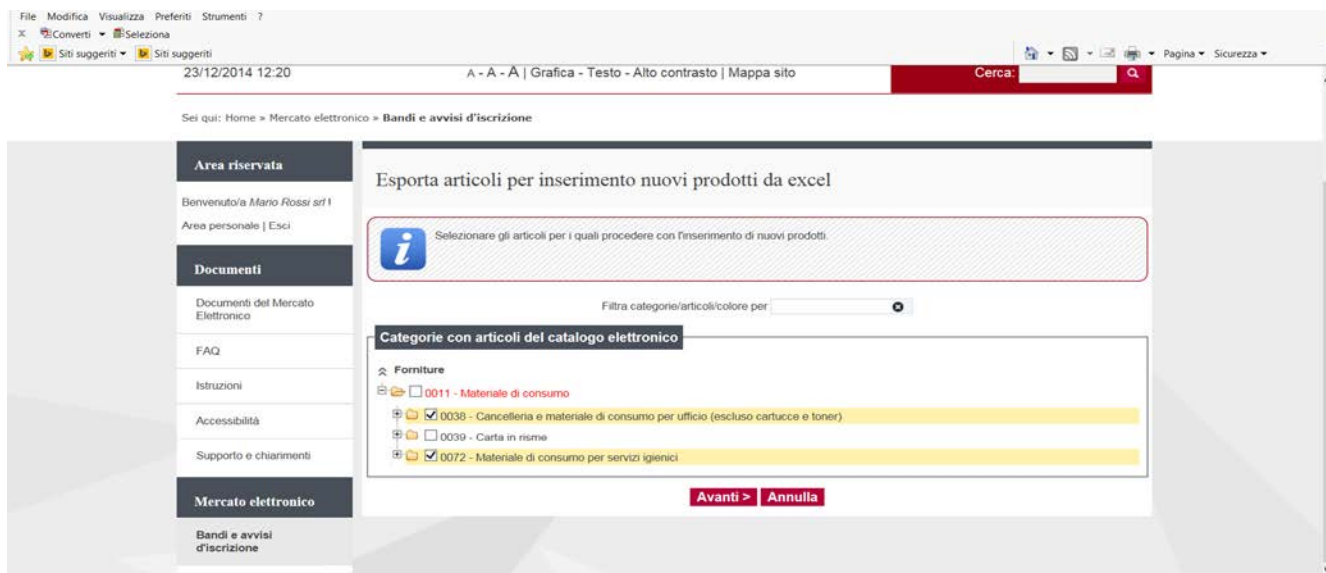 File Modifica Visualizza Preferiti Strumenti ?
x Converti Seleziona
Siti suggeriti Siti suggeriti
Pagina Sicurezza
23/12/2014 12:20
A - A - A | Grafica - Testo - Alto contrasto | Mappa sito
Cerca:
Sei qui: Home » Mercato elettronico » Bandi e avvisi d'iscrizione
Area riservata
Benvenuto/a Mario Rossi srl !
Area personale | Esci
Documenti
Documenti del Mercato
Elettronico
FAQ
Istruzioni
Accessibilità
Supporto e chiarimenti
Mercato elettronico
Bandi e avvisi
d'iscrizione
Esporta articoli per inserimento nuovi prodotti da excel
Selezionare gli articoli per i quali procedere con l'inserimento di nuovi prodotti.
Filtra categorie/articoli/colore per
Categorie con articoli del catalogo elettronico
Forniture
0011 - Materiale di consumo
0038 - Cancelleria e materiale di consumo per ufficio (escluso cartucce e toner)
0039 - Carta in risme
0072 - Materiale di consumo per servizi igienici
Avanti > Annulla